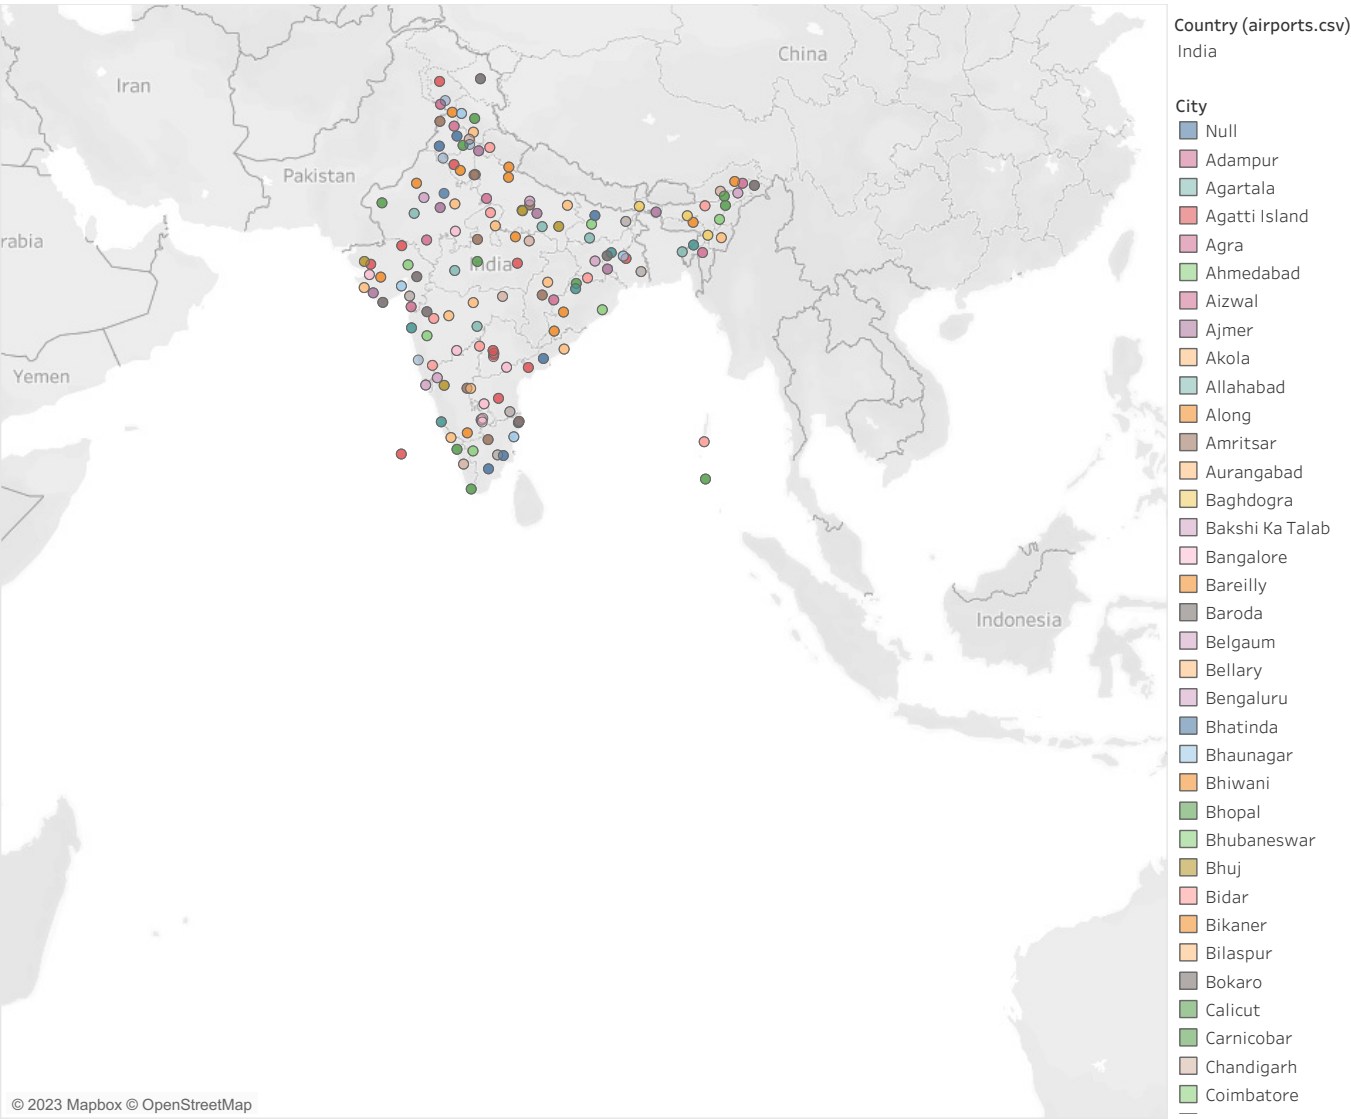 Iran
China
Pakistan
rabia
India
Yemen
Indonesia
© 2023 Mapbox © OpenStreetMap
Country (airports.csv)
India
City
Null
Adampur
Agartala
Agatti Island
Agra
Ahmedabad
Aizwal
Ajmer
Akola
Allahabad
Along
Amritsar
Aurangabad
Baghdogra
Bakshi Ka Talab
Bangalore
Bareilly
Baroda
Belgaum
Bellary
Bengaluru
Bhatinda
Bhaunagar
Bhiwani
Bhopal
Bhubaneswar
Bhuj
Bidar
Bikaner
Bilaspur
Bokaro
Calicut
Carnicobar
Chandigarh
Coimbatore